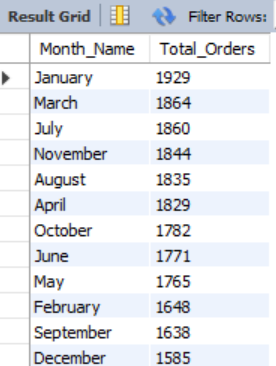 Result Grid Filter Rows:
Month_Name Total_Orders
January 1929
March 1864
July 1860
November 1844
August 1835
April 1829
October 1782
June 1771
May 1765
February 1648
September 1638
December 1585